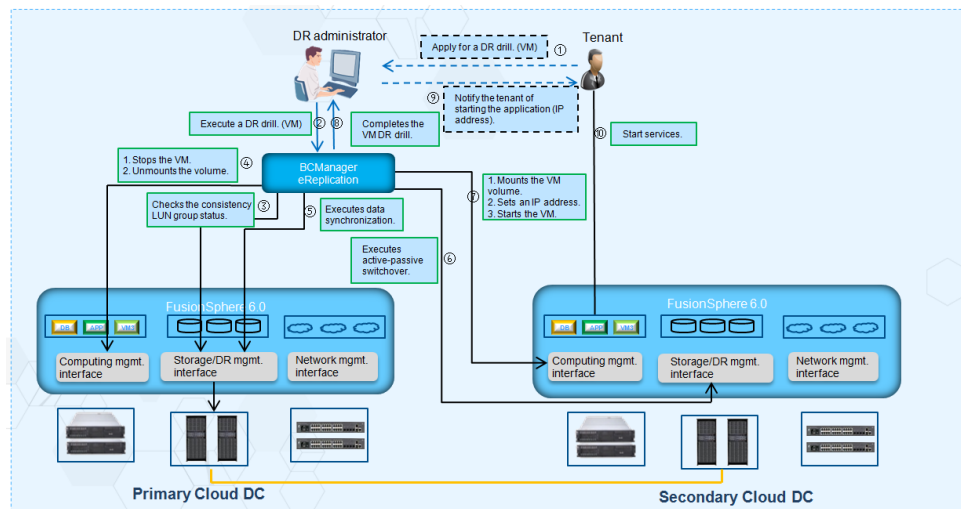 DR administrator
Tenant
Apply for a DR drill. (VM)
①
⑨
Notify the tenant of
starting the application (IP
address).
Execute a DR drill. (VM)
②
⑧
Completes the
VM DR drill.
⑩
Start services.
1. Stops the VM.
2. Unmounts the volume.
④
BCManager
eReplication
Checks the consistency
LUN group status.
③
⑤
Executes data
synchronization.
⑦
1. Mounts the VM
volume.
2. Sets an IP address.
3. Starts the VM.
Executes
active-passive
switchover.
⑥
FusionSphere 6.0
DB
APP
VM3
Computing mgmt.
interface
Storage/DR mgmt.
interface
Network mgmt.
interface
FusionSphere 6.0
DB
APP
VM3
Computing mgmt.
interface
Storage/DR mgmt.
interface
Network mgmt.
interface
Primary Cloud DC
Secondary Cloud DC